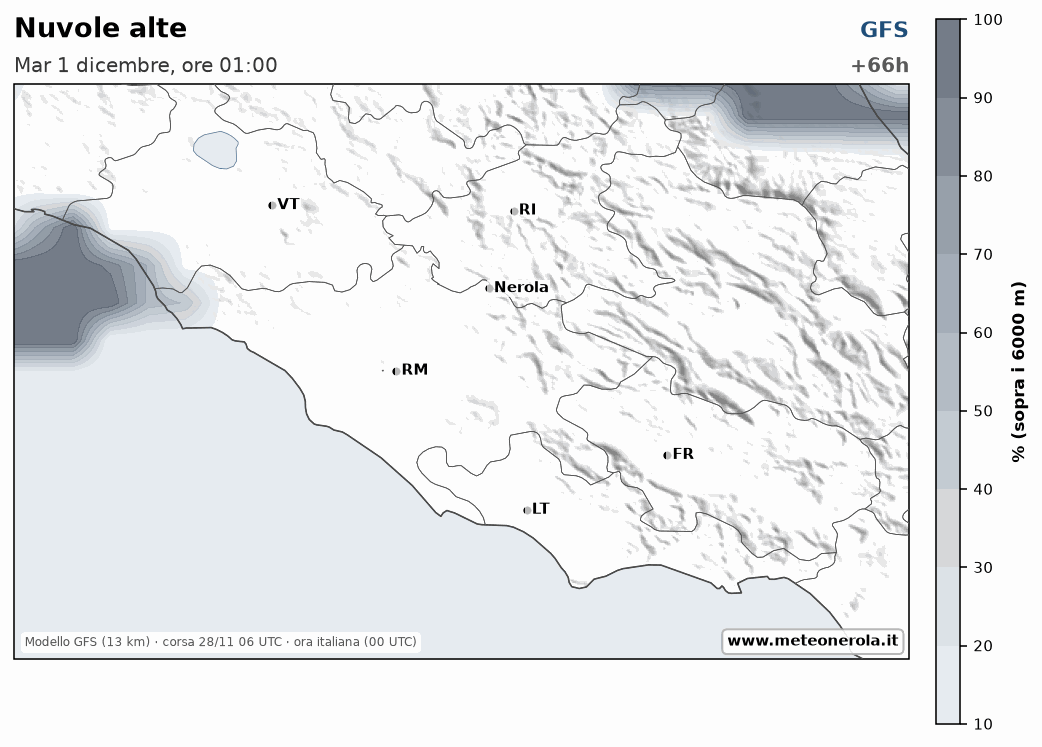 Nuvole alte
GFS
Mar 1 dicembre, ore 01:00
+66h
VT
RI
Nerola
RM
FR
LT
Modello GFS (13 km) · corsa 28/11 06 UTC · ora italiana (00 UTC)
www.meteonerola.it
100
90
80
70
60
50
40
30
20
10
% (sopra i 6000 m)